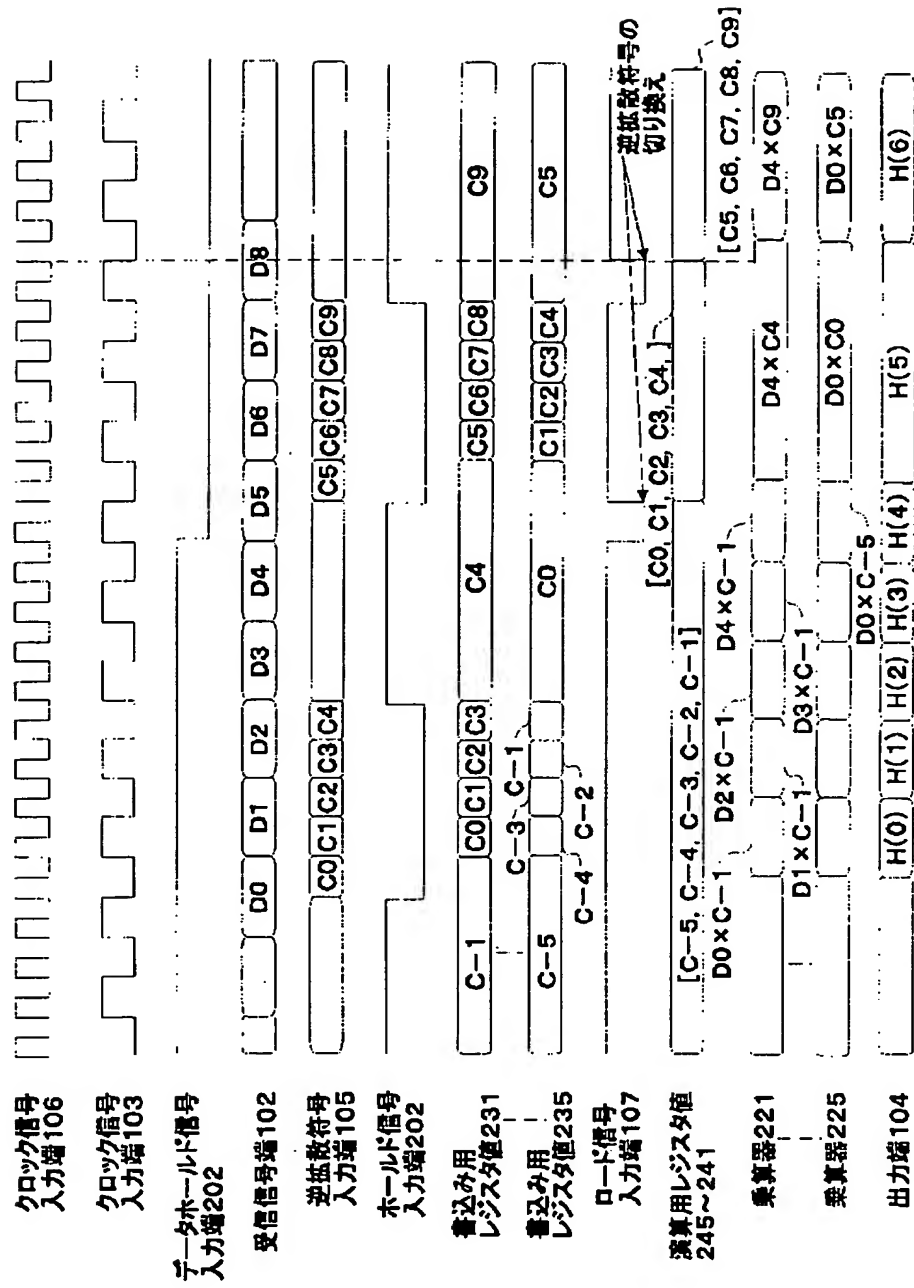 クロック信号
入力端106
クロック信号
入力端103
データホールド信号
入力端202
受信信号端102
D0 D1 D2 D3 D4 D5 D6 D7 D8
逆拡散符号
入力端105
C0 C1 C2 C3 C4 C5 C6 C7 C8 C9
ホールド信号
入力端202
書込み用
レジスタ値231
C−1 C0 C1 C2 C3 C4 C5 C6 C7 C8 C9
C−3 C−1
書込み用
レジスタ値235
C−5 C0 C1 C2 C3 C4 C5
C−4 C−2
ロード信号
入力端107
逆拡散符号の
切り換え
演算用レジスタ値
245〜241
[C−5, C−4, C−3, C−2, C−1]
[C0, C1, C2, C3, C4, ]
[C5, C6, C7, C8, C9]
D0×C−1 D2×C−1 D4×C−1
乗算器221
D4×C4 D4×C9
D1×C−1 D3×C−1
乗算器225
D0×C0 D0×C5
D0×C−5
出力端104
H(0) H(1) H(2) H(3) H(4) H(5) H(6)